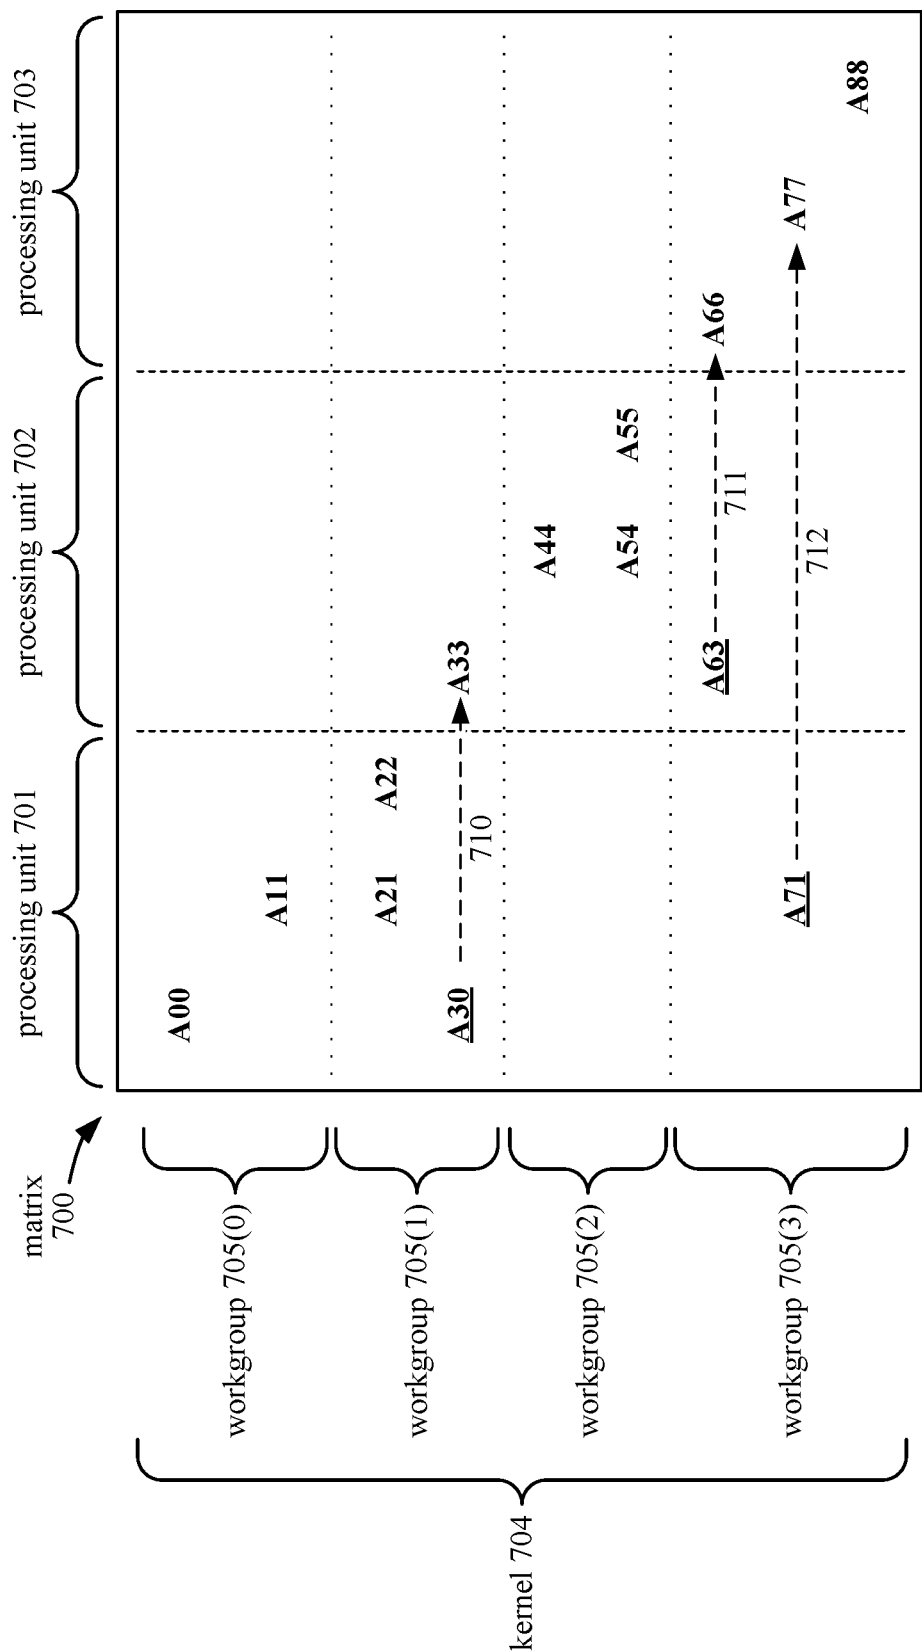 matrix
700
processing unit 701
processing unit 702
processing unit 703
kernel 704
workgroup 705(0)
workgroup 705(1)
workgroup 705(2)
workgroup 705(3)
A00
A11
A21 A22
A30 A33
710
A44
A54 A55
A63 A66
711
A71 A77
712
A88